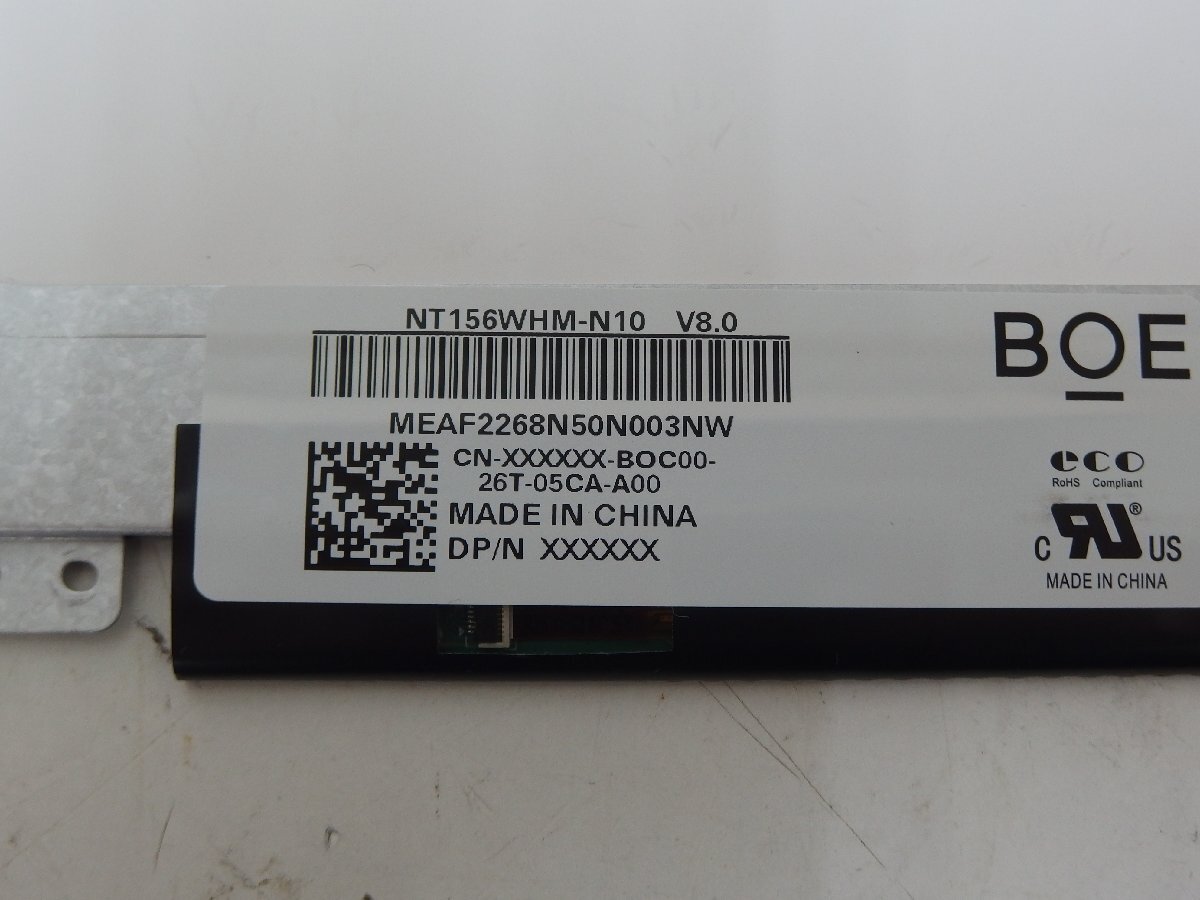 NT156WHM-N10 V8.0
MEAF2268N50N003NW
CN-XXXXXX-BOC00-
26T-05CA-A00
MADE IN CHINA
DP/N XXXXXX
BOE
eco
RoHS Compliant
C RU® US
MADE IN CHINA